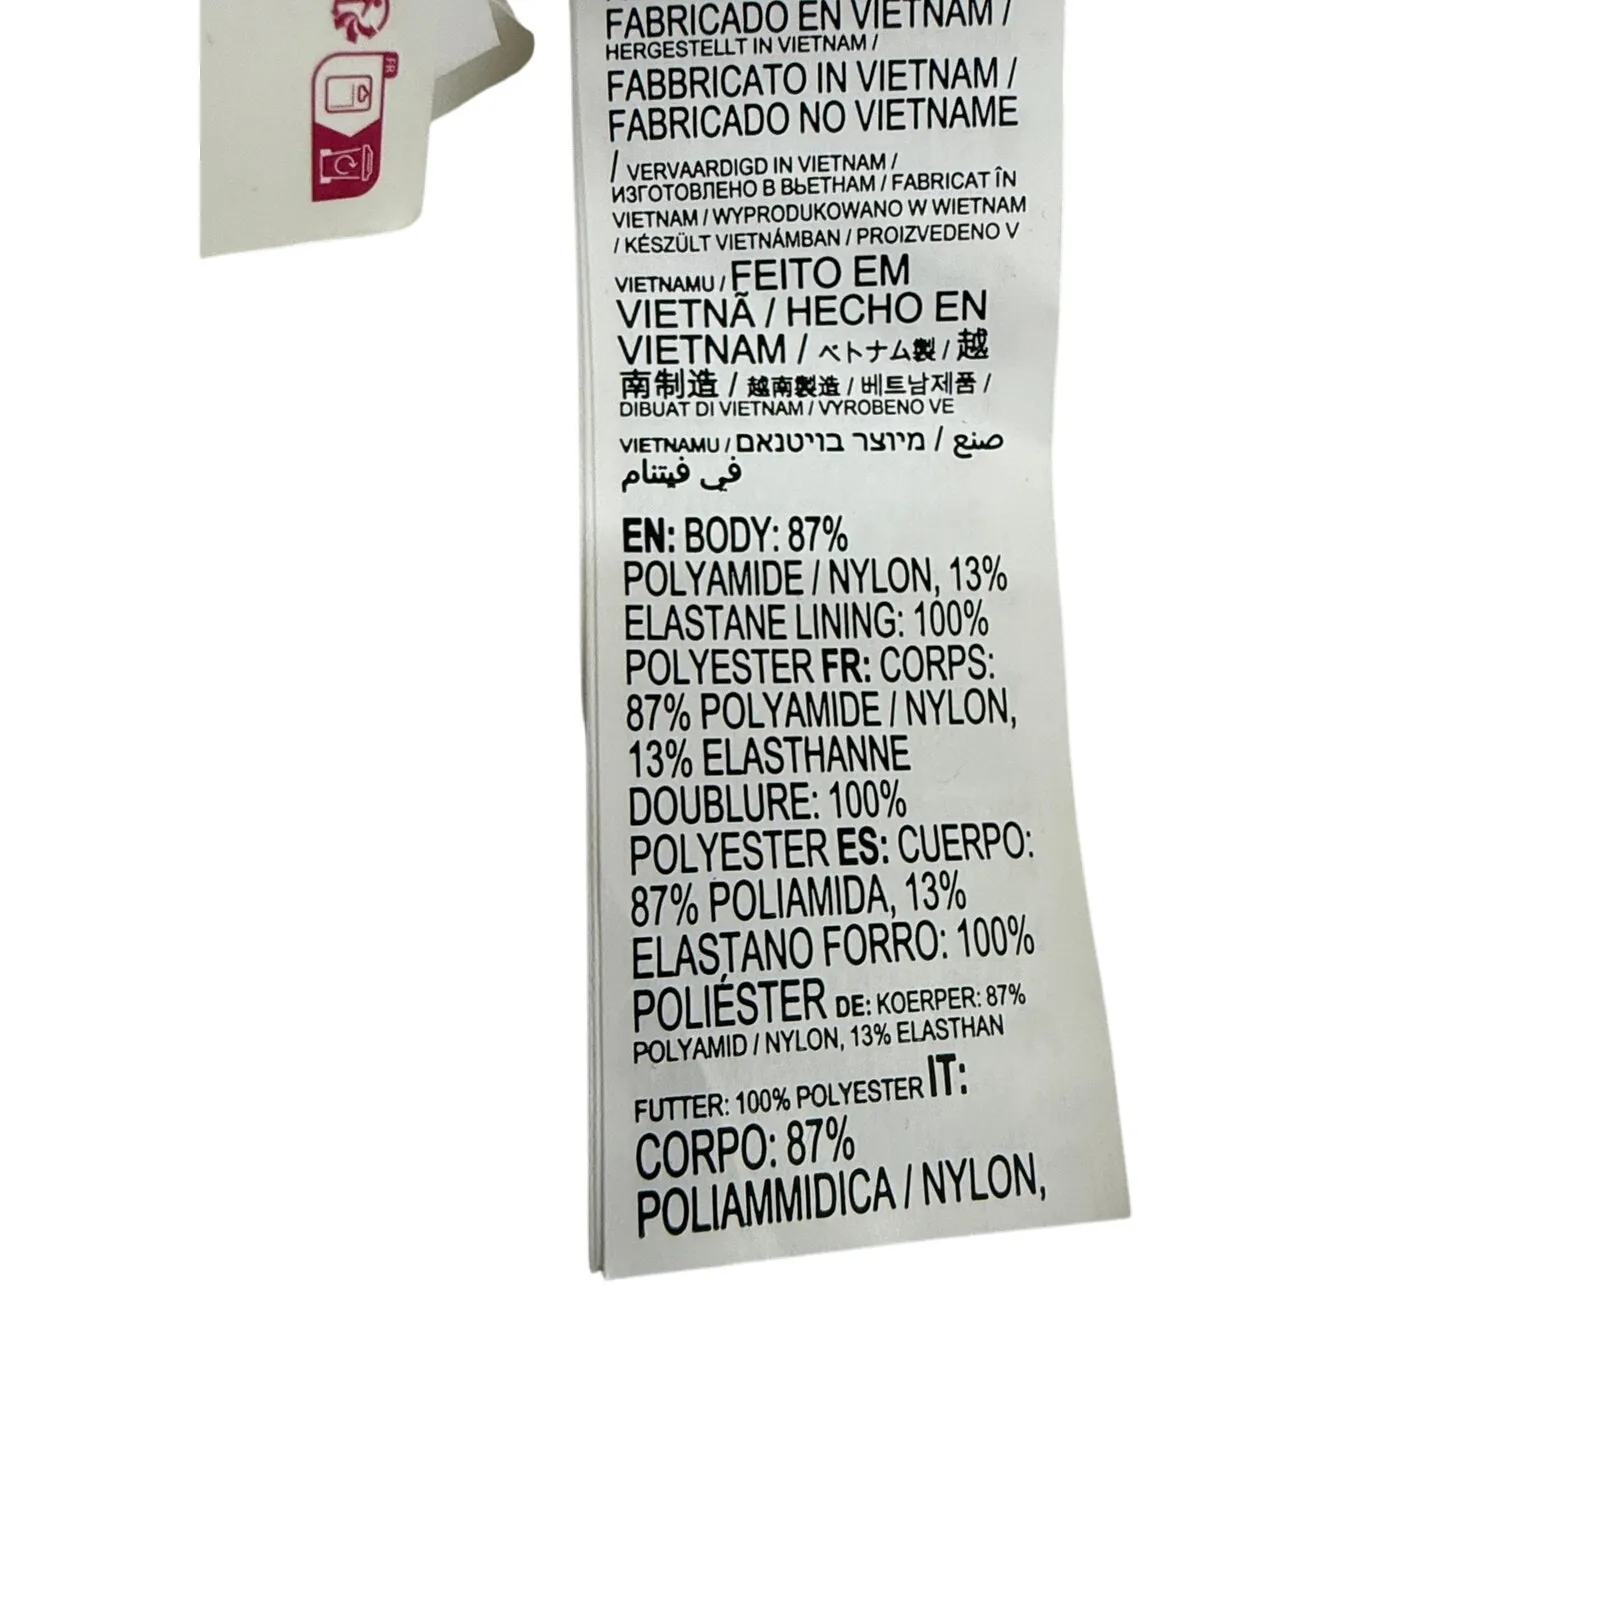 FR
FABRICADO EN VIETNAM /
HERGESTELLT IN VIETNAM /
FABBRICATO IN VIETNAM /
FABRICADO NO VIETNAME
/ VERVAARDIGD IN VIETNAM /
ИЗГОТОВЛЕНО В ВЬЕТНАМ / FABRICAT ÎN
VIETNAM / WYPRODUKOWANO W WIETNAM
/ KÉSZÜLT VIETNÁMBAN / PROIZVEDENO V
VIETNAMU / FEITO EM
VIETNÃ / HECHO EN
VIETNAM / ベトナム製 / 越
南制造 / 越南製造 / 베트남제품 /
DIBUAT DI VIETNAM / VYROBENO VE
VIETNAMU / מיוצר בויטנאם / صنع
في فيتنام
EN: BODY: 87%
POLYAMIDE / NYLON, 13%
ELASTANE LINING: 100%
POLYESTER FR: CORPS:
87% POLYAMIDE / NYLON,
13% ELASTHANNE
DOUBLURE: 100%
POLYESTER ES: CUERPO:
87% POLIAMIDA, 13%
ELASTANO FORRO: 100%
POLIÉSTER DE: KOERPER: 87%
POLYAMID / NYLON, 13% ELASTHAN
FUTTER: 100% POLYESTER IT:
CORPO: 87%
POLIAMMIDICA / NYLON,